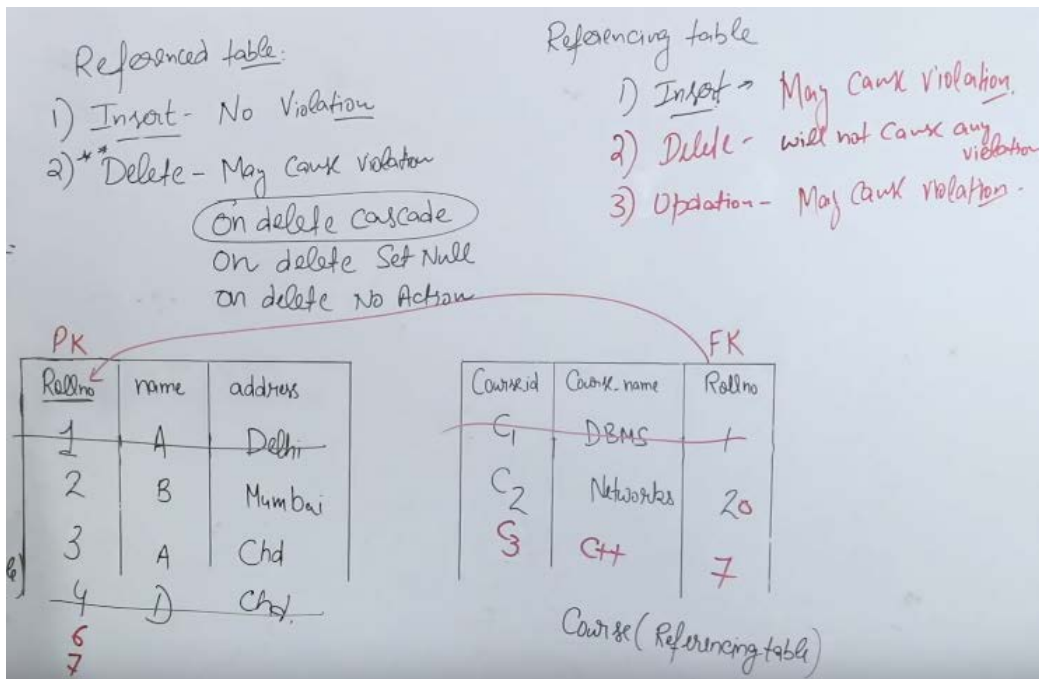 Referenced table:
1) Insert - No Violation
2) ** Delete - May cause violation
on delete cascade
On delete Set Null
on delete No Action
Referencing table
1) Insert → May cause violation.
2) Delete - will not cause any
violation
3) Updation - May cause violation -
PK
Rollno name address
1 A Delhi
2 B Mumbai
3 A Chd
4 D Chd.
6
7
FK
Course.id Course_name Rollno
C1 DBMS 1
C2 Networks 20
C3 C++ 7
Course (Referencing table)